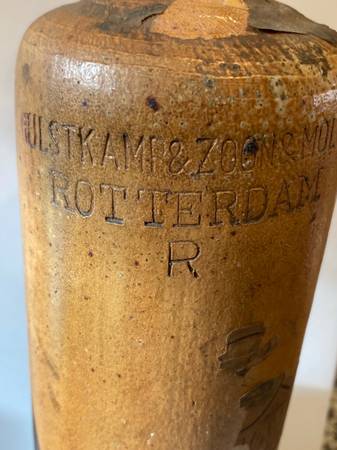 ULSTKAMP & ZOON & MOL
ROTTERDAM
R